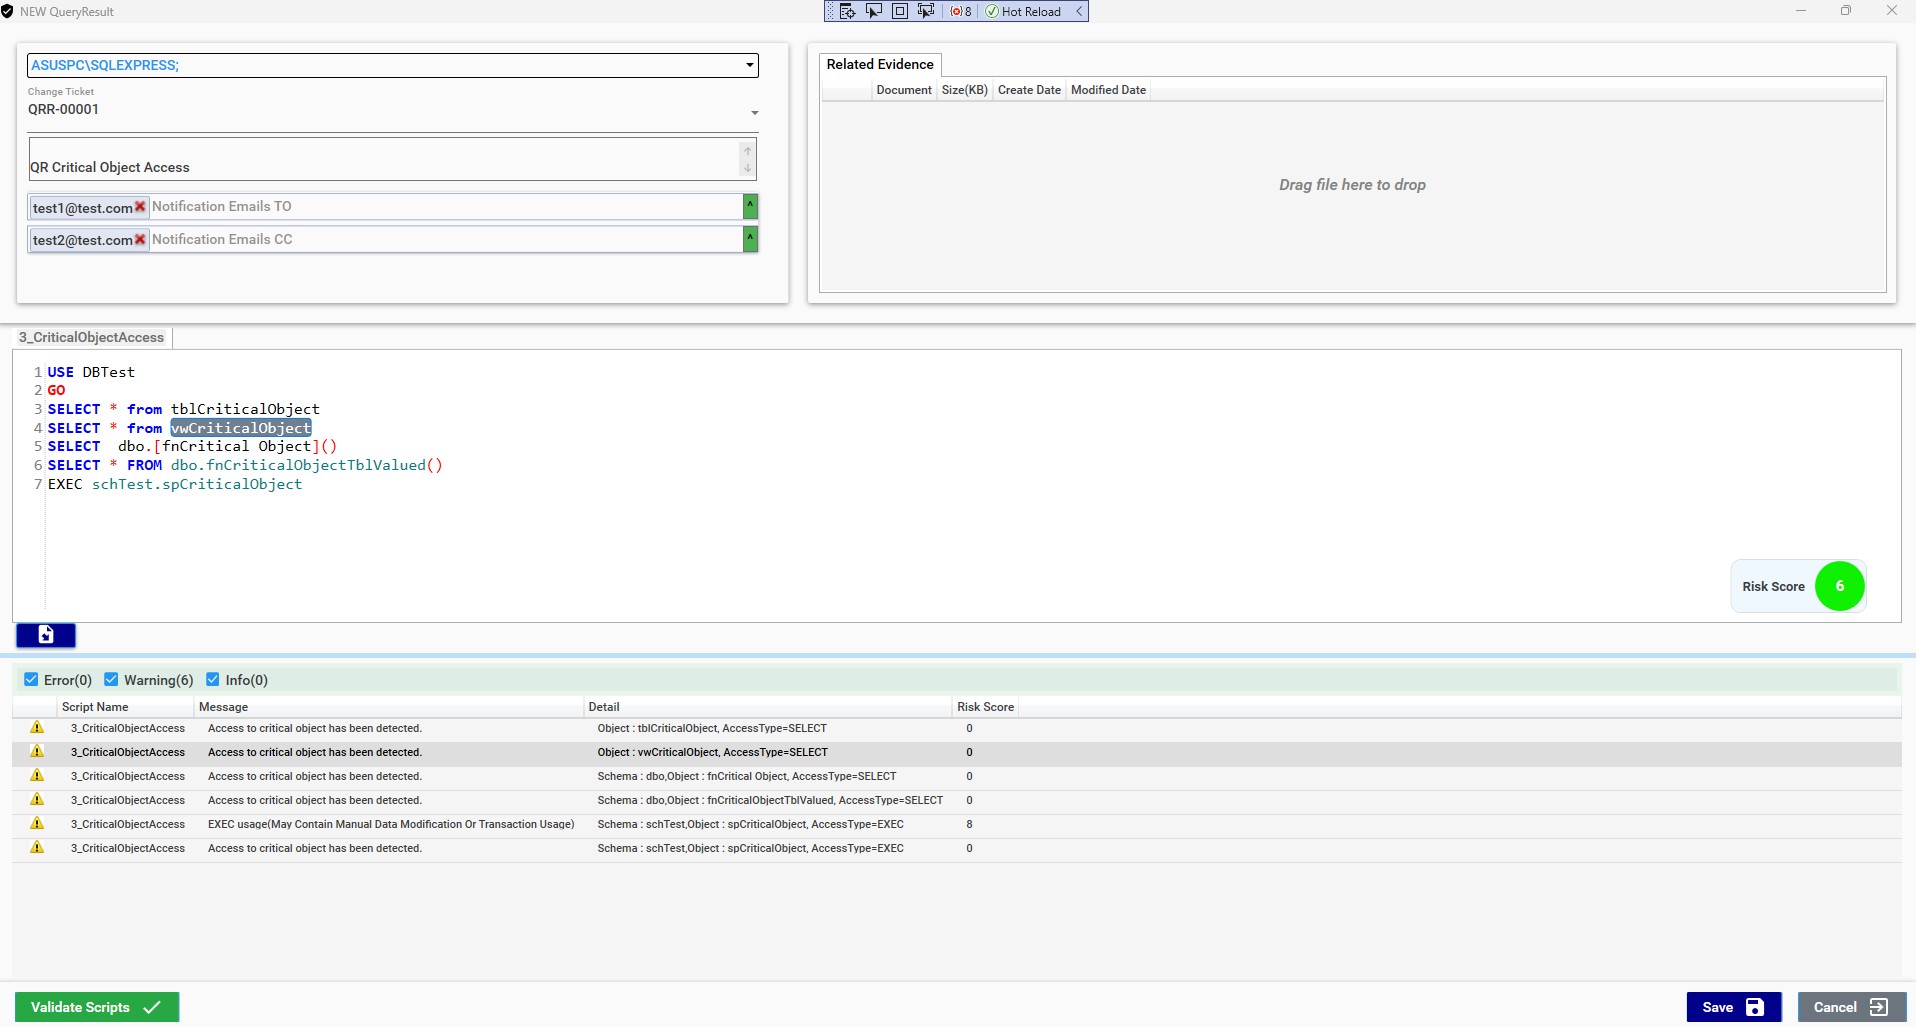 NEW QueryResult
8 Hot Reload
ASUSPC\SQLEXPRESS;
Change Ticket
QRR-00001
QR Critical Object Access
test1@test.com Notification Emails TO ^
test2@test.com Notification Emails CC ^
Related Evidence
Document Size(KB) Create Date Modified Date
Drag file here to drop
3_CriticalObjectAccess
1 USE DBTest
2 GO
3 SELECT * from tblCriticalObject
4 SELECT * from vwCriticalObject
5 SELECT  dbo.[fnCritical Object]()
6 SELECT * FROM dbo.fnCriticalObjectTblValued()
7 EXEC schTest.spCriticalObject
Risk Score 6
Error(0) Warning(6) Info(0)
Script Name Message Detail Risk Score
3_CriticalObjectAccess Access to critical object has been detected. Object : tblCriticalObject, AccessType=SELECT 0
3_CriticalObjectAccess Access to critical object has been detected. Object : vwCriticalObject, AccessType=SELECT 0
3_CriticalObjectAccess Access to critical object has been detected. Schema : dbo,Object : fnCritical Object, AccessType=SELECT 0
3_CriticalObjectAccess Access to critical object has been detected. Schema : dbo,Object : fnCriticalObjectTblValued, AccessType=SELECT 0
3_CriticalObjectAccess EXEC usage(May Contain Manual Data Modification Or Transaction Usage) Schema : schTest,Object : spCriticalObject, AccessType=EXEC 8
3_CriticalObjectAccess Access to critical object has been detected. Schema : schTest,Object : spCriticalObject, AccessType=EXEC 0
Validate Scripts Save Cancel